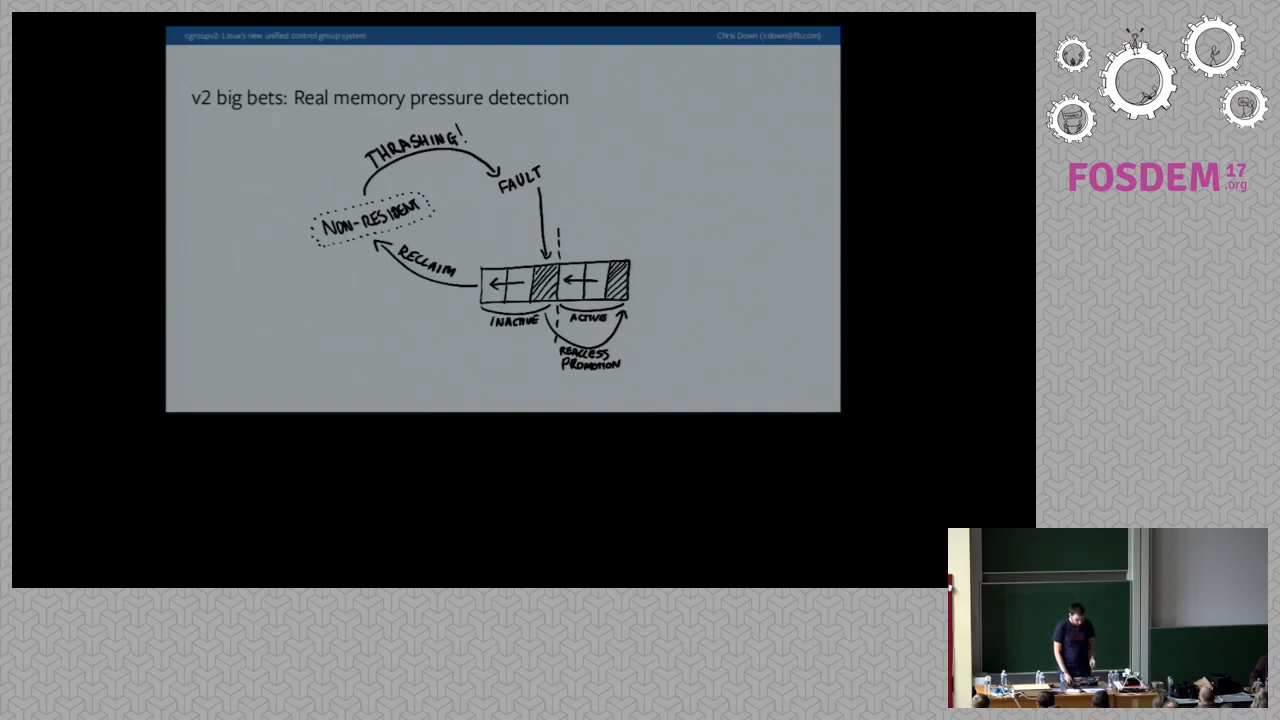 cgroupv2: Linux's new unified control group system
Chris Down (cdown@fb.com)
v2 big bets: Real memory pressure detection
THRASHING!
FAULT
NON-RESIDENT
RECLAIM
INACTIVE
ACTIVE
REACLESS
PROMOTION
FOSDEM 17
.org